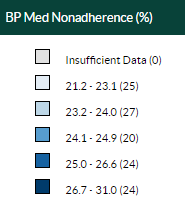 BP Med Nonadherence (%)
Insufficient Data (0)
21.2 - 23.1 (25)
23.2 - 24.0 (27)
24.1 - 24.9 (20)
25.0 - 26.6 (24)
26.7 - 31.0 (24)